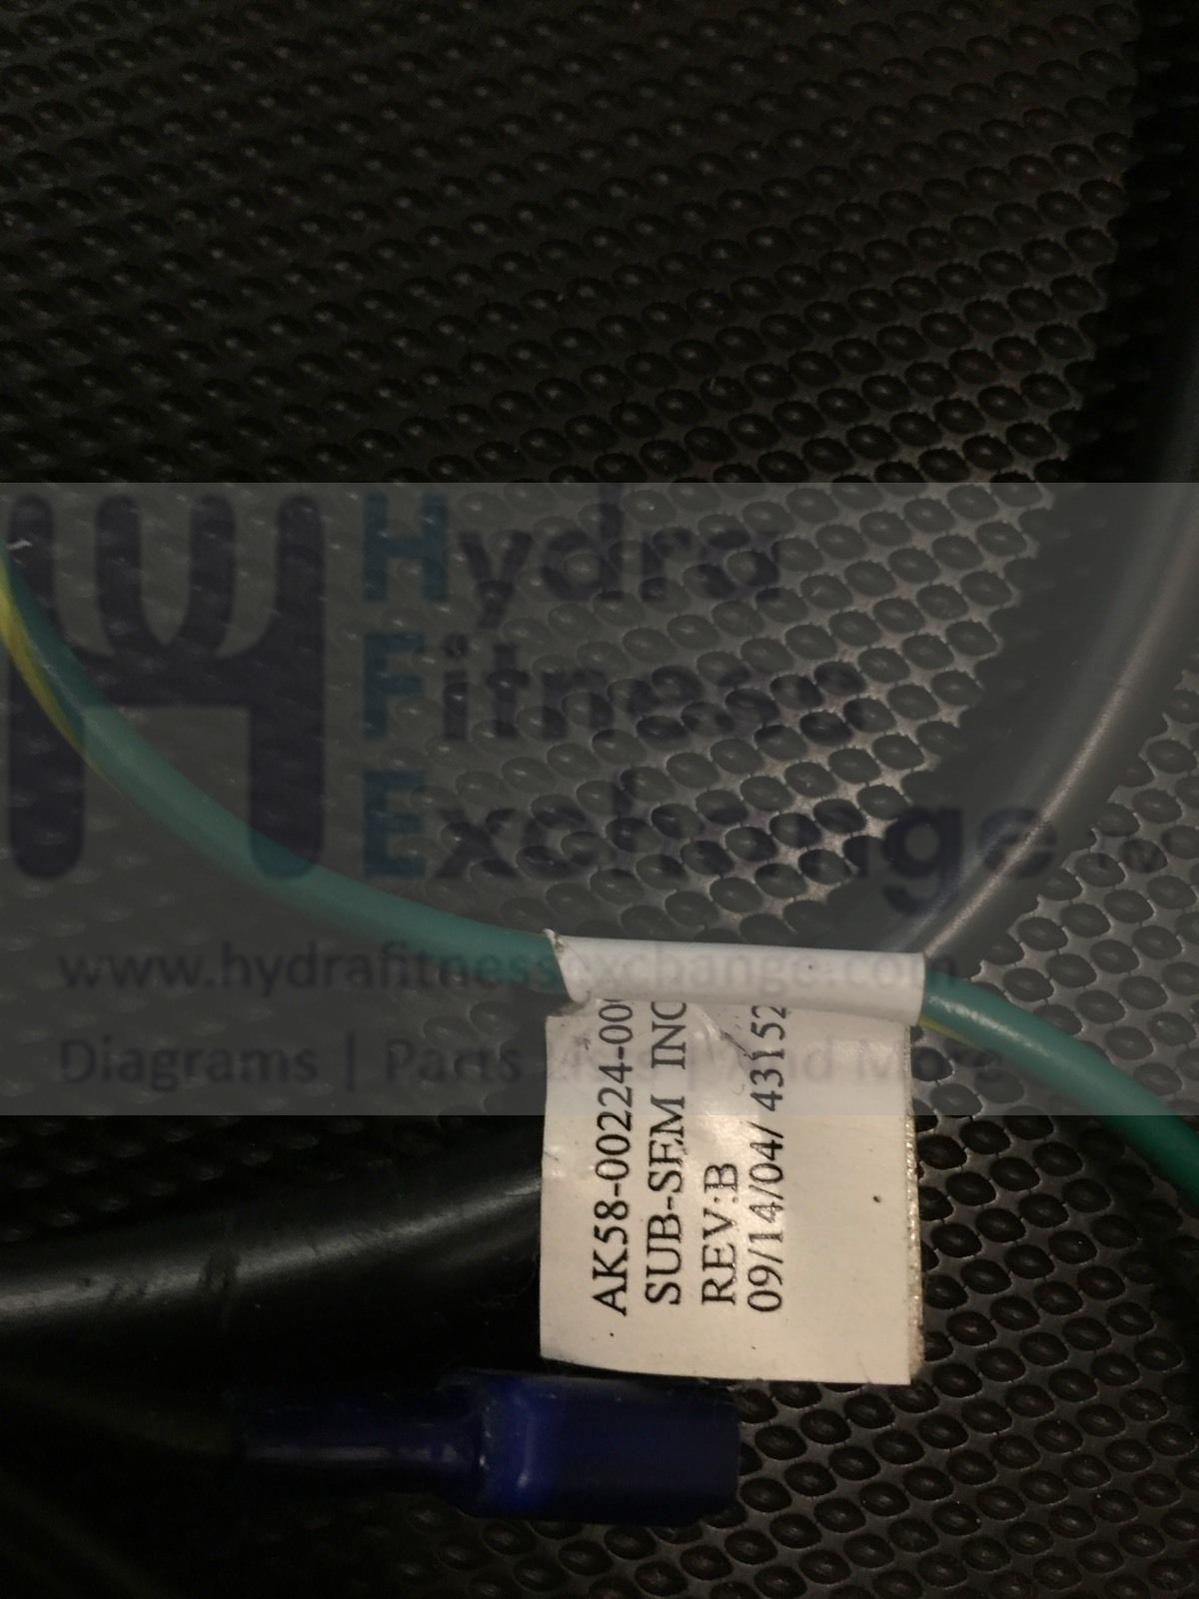 Hydra
Fitness
Exchange
www.hydrafitnessexchange.com
Diagrams | Parts | And More
AK58-00224-000
SUB-SEM INC
REV:B
09/14/04/ 43152